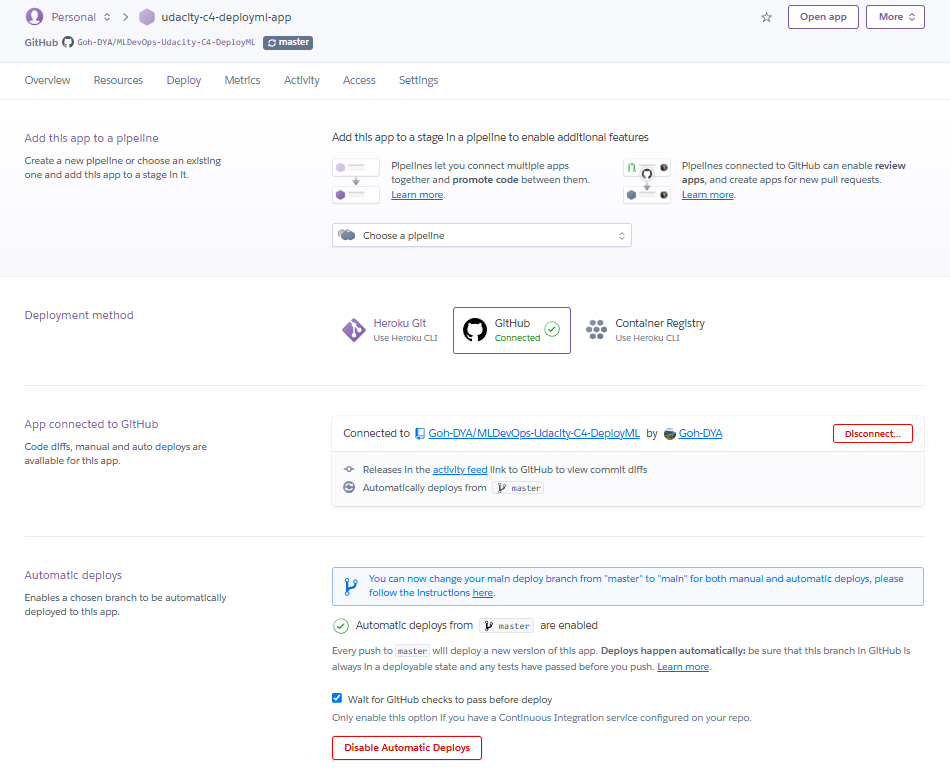 Personal
udacity-c4-deployml-app
Open app
More
GitHub Goh-DYA/MLDevOps-Udacity-C4-DeployML master
Overview Resources Deploy Metrics Activity Access Settings
Add this app to a pipeline
Create a new pipeline or choose an existing
one and add this app to a stage in it.
Add this app to a stage in a pipeline to enable additional features
Pipelines let you connect multiple apps
together and promote code between them.
Learn more.
Pipelines connected to GitHub can enable review
apps, and create apps for new pull requests.
Learn more.
Choose a pipeline
Deployment method
Heroku Git
Use Heroku CLI
GitHub
Connected
Container Registry
Use Heroku CLI
App connected to GitHub
Code diffs, manual and auto deploys are
available for this app.
Connected to Goh-DYA/MLDevOps-Udacity-C4-DeployML by Goh-DYA
Disconnect...
Releases in the activity feed link to GitHub to view commit diffs
Automatically deploys from master
Automatic deploys
Enables a chosen branch to be automatically
deployed to this app.
You can now change your main deploy branch from "master" to "main" for both manual and automatic deploys, please
follow the instructions here.
Automatic deploys from master are enabled
Every push to master will deploy a new version of this app. Deploys happen automatically: be sure that this branch in GitHub is
always in a deployable state and any tests have passed before you push. Learn more.
Wait for GitHub checks to pass before deploy
Only enable this option if you have a Continuous Integration service configured on your repo.
Disable Automatic Deploys